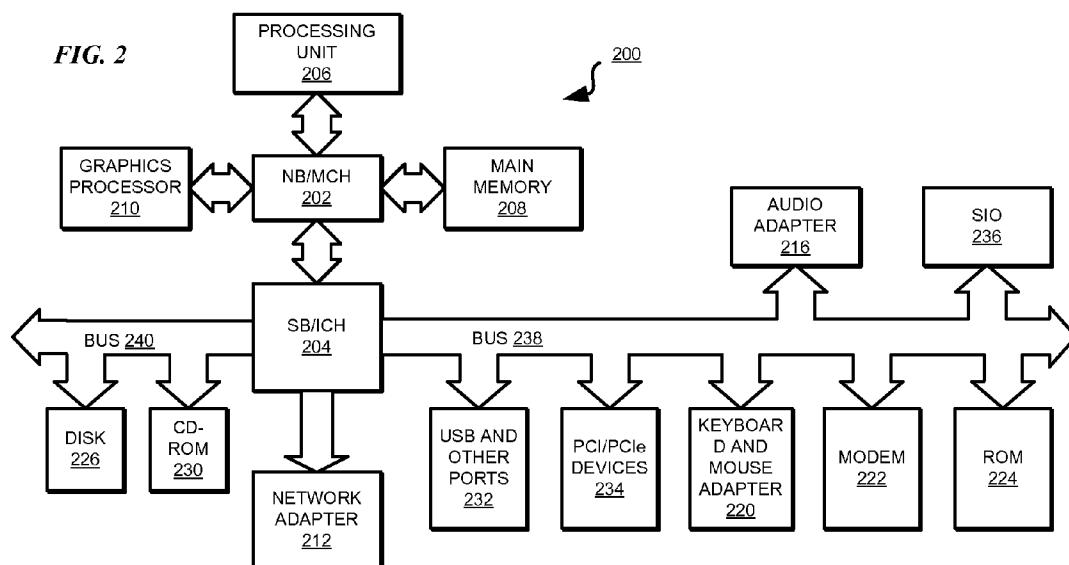 FIG. 2
PROCESSING
UNIT
206
200
GRAPHICS
PROCESSOR
210
NB/MCH
202
MAIN
MEMORY
208
AUDIO
ADAPTER
216
SIO
236
SB/ICH
204
BUS 240
BUS 238
DISK
226
CD-
ROM
230
NETWORK
ADAPTER
212
USB AND
OTHER
PORTS
232
PCI/PCIe
DEVICES
234
KEYBOAR
D AND
MOUSE
ADAPTER
220
MODEM
222
ROM
224